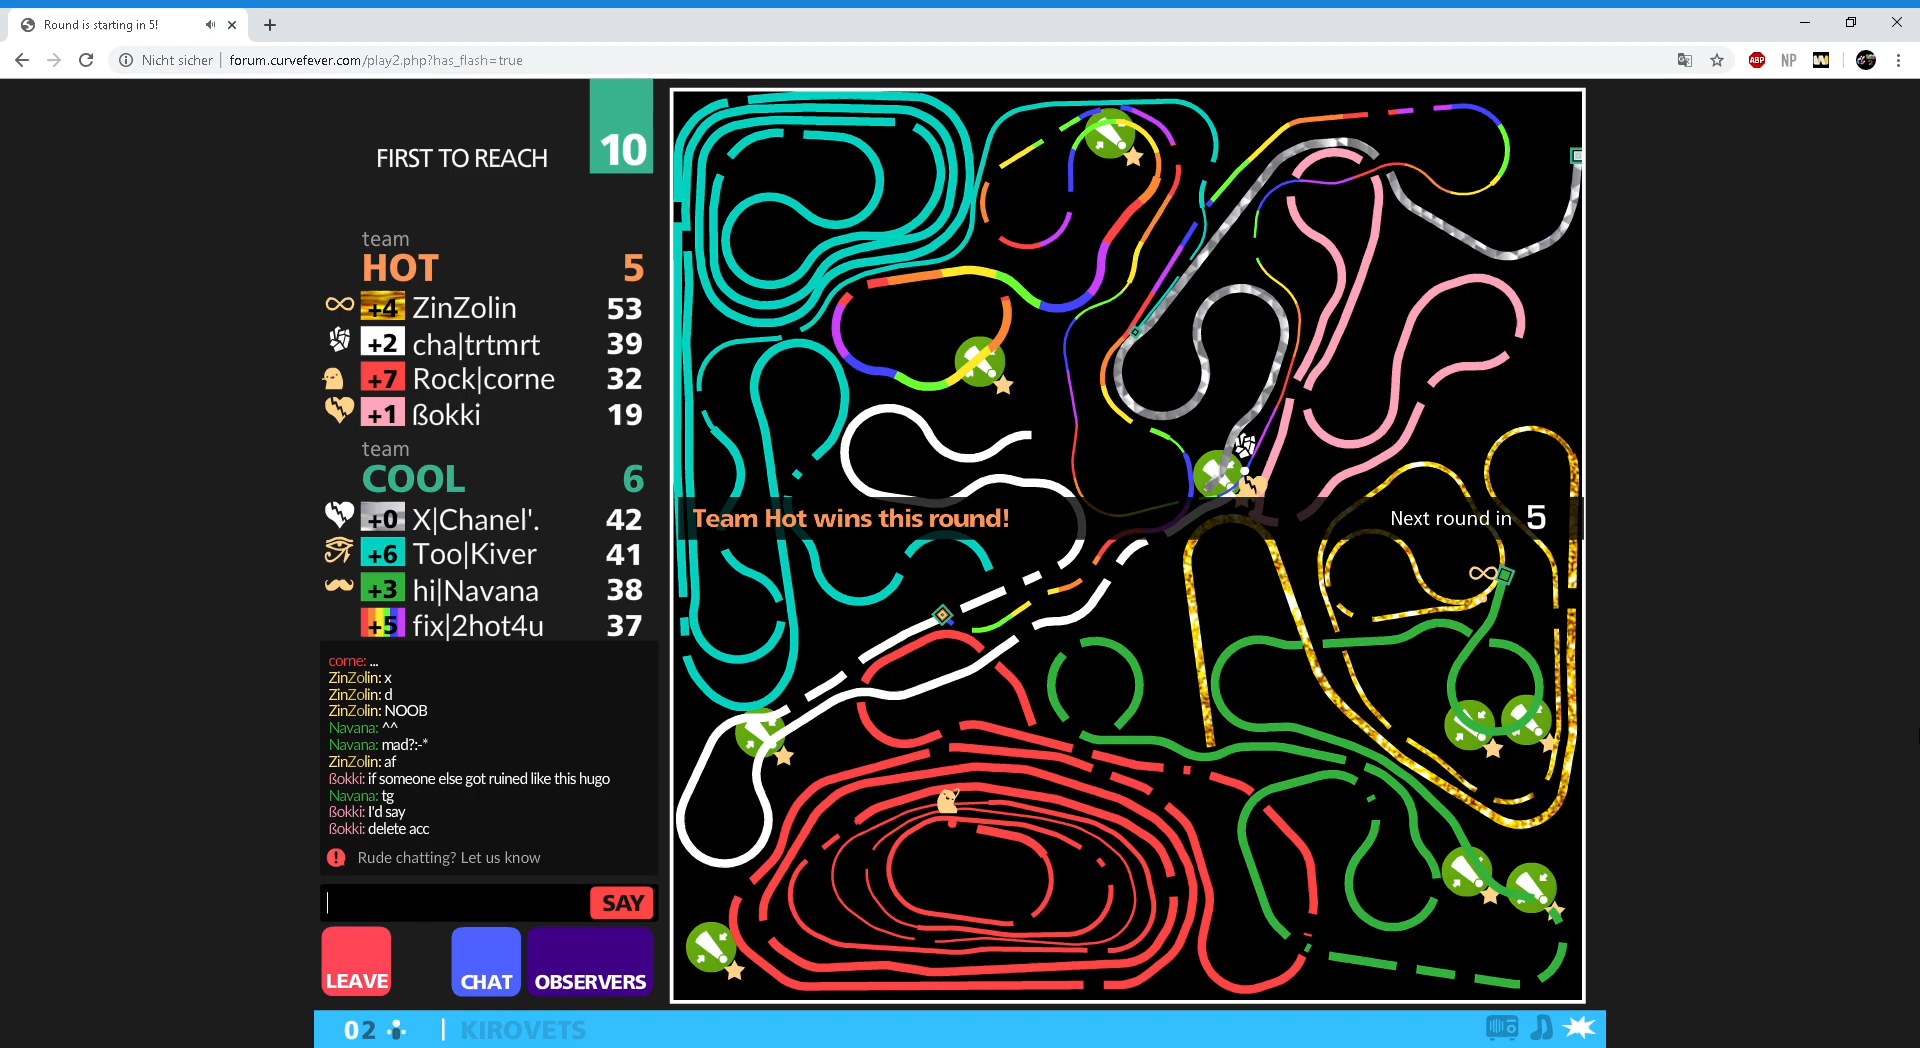 Round is starting in 5!
Nicht sicher
forum.curvefever.com/play2.php?has_flash=true
ABP
NP
W
FIRST TO REACH
10
team
HOT 5
+4 ZinZolin 53
+2 cha|trtmrt 39
+7 Rock|corne 32
+1 ßokki 19
team
COOL 6
+0 X|Chanel'. 42
+6 Too|Kiver 41
+3 hi|Navana 38
+5 fix|2hot4u 37
Team Hot wins this round!
Next round in 5
corne: ...
ZinZolin: x
ZinZolin: d
ZinZolin: NOOB
Navana: ^^
Navana: mad?:-*
ZinZolin: af
ßokki: if someone else got ruined like this hugo
Navana: tg
ßokki: I'd say
ßokki: delete acc
Rude chatting? Let us know
SAY
LEAVE
CHAT
OBSERVERS
02
KIROVETS